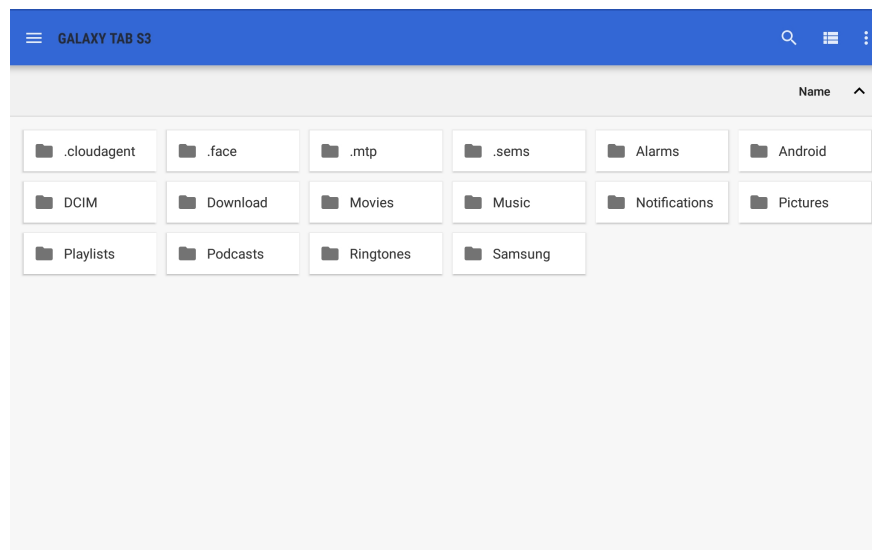 GALAXY TAB S3
Name
.cloudagent .face .mtp .sems Alarms Android
DCIM Download Movies Music Notifications Pictures
Playlists Podcasts Ringtones Samsung